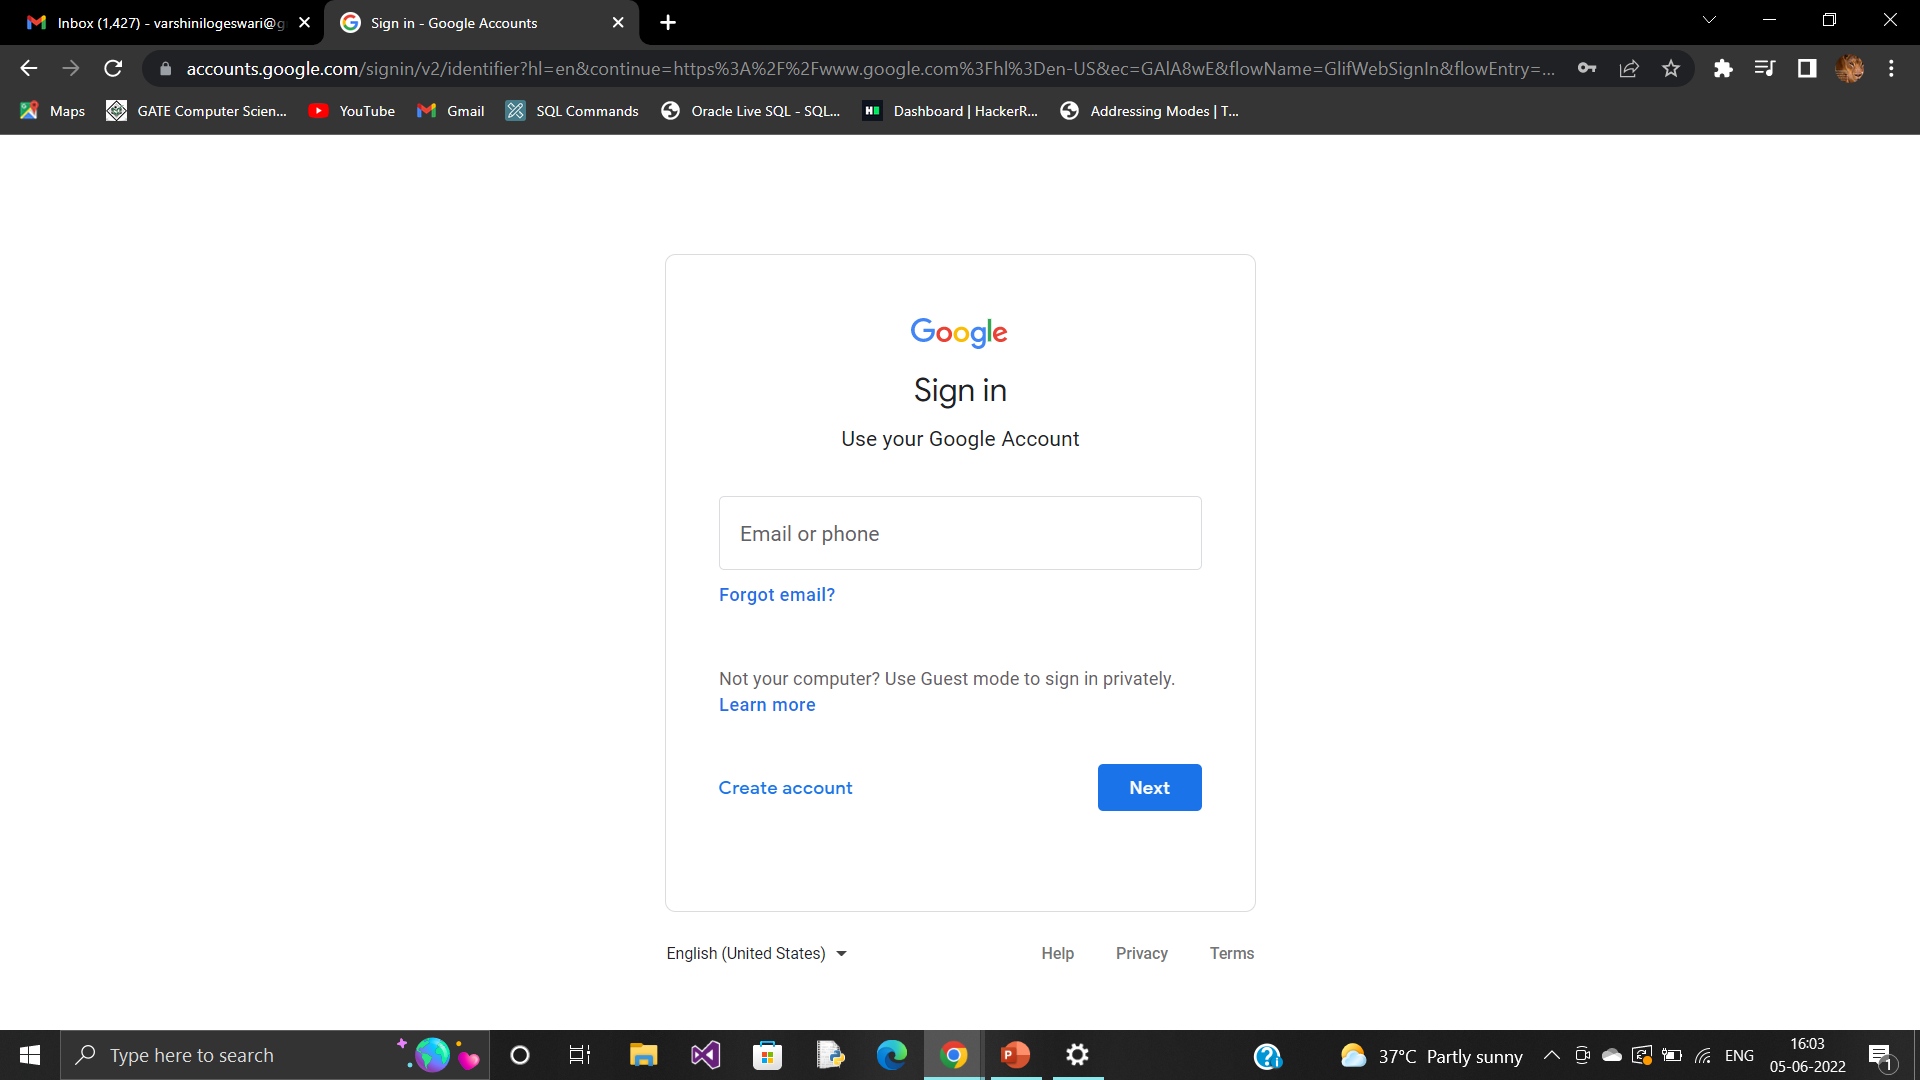 Inbox (1,427) - varshinilogeswari@g
Sign in - Google Accounts
accounts.google.com/signin/v2/identifier?hl=en&continue=https%3A%2F%2Fwww.google.com%3Fhl%3Den-US&ec=GAlA8wE&flowName=GlifWebSignIn&flowEntry=...
Maps
GATE Computer Scien...
YouTube
Gmail
SQL Commands
Oracle Live SQL - SQL...
Dashboard | HackerR...
Addressing Modes | T...
Google
Sign in
Use your Google Account
Email or phone
Forgot email?
Not your computer? Use Guest mode to sign in privately.
Learn more
Create account
Next
English (United States)
Help
Privacy
Terms
Type here to search
37°C Partly sunny
ENG
16:03
05-06-2022
1